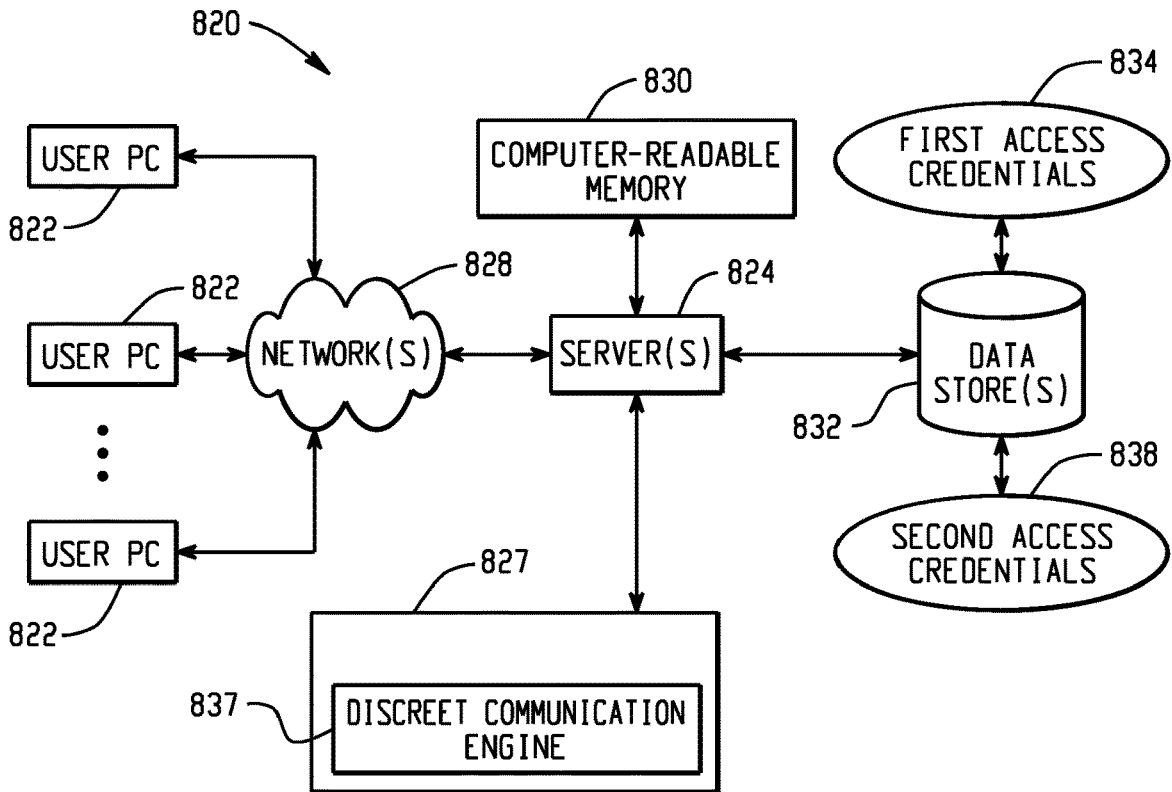 820
830
834
USER PC
COMPUTER-READABLE
MEMORY
FIRST ACCESS
CREDENTIALS
822
828
822
824
USER PC
NETWORK(S)
SERVER(S)
DATA
STORE(S)
832
838
USER PC
SECOND ACCESS
CREDENTIALS
827
822
837
DISCREET COMMUNICATION
ENGINE